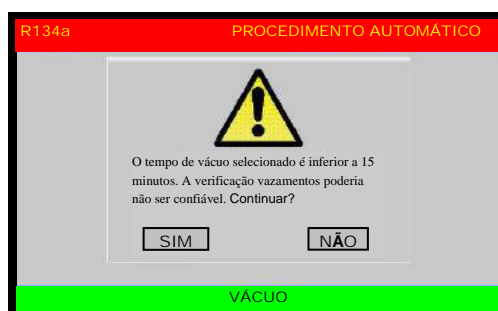 R134a PROCEDIMENTO AUTOMÁTICO
O tempo de vácuo selecionado é inferior a 15
minutos. A verificação vazamentos poderia
não ser confiável. Continuar?
SIM NÃO
VÁCUO